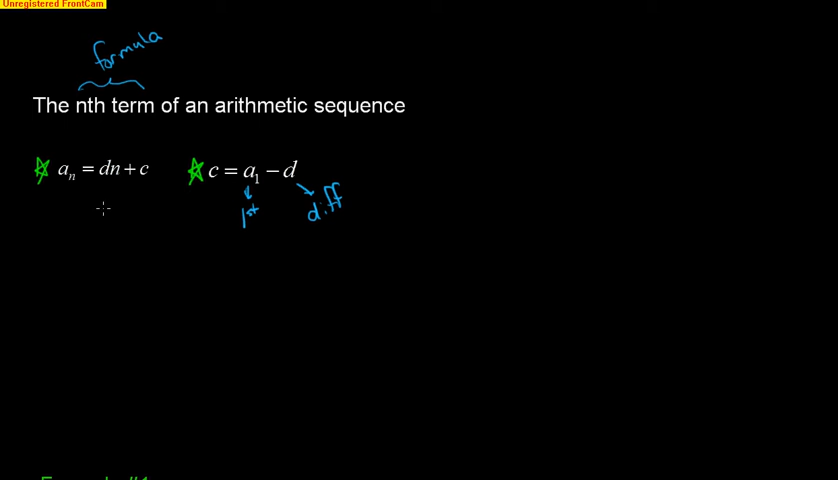 Unregistered FrontCam
formula
The nth term of an arithmetic sequence
aₙ = dn + c
c = a₁ − d
1st
diff